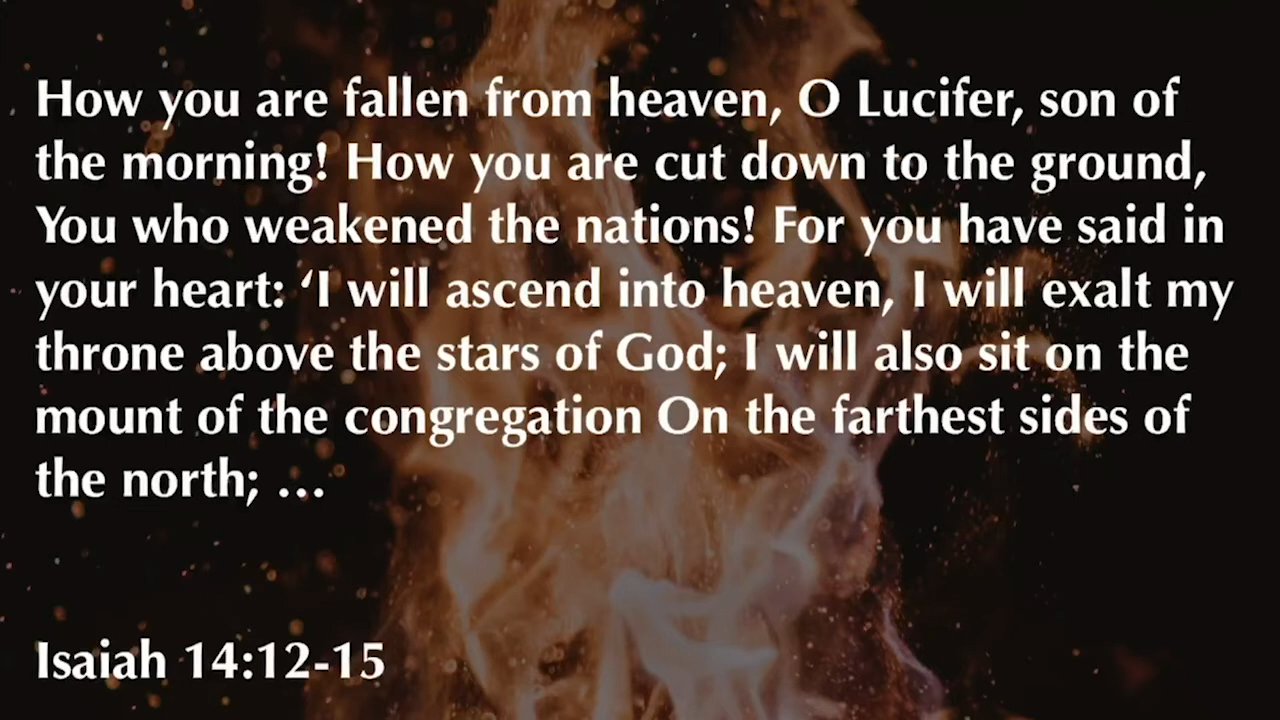 How you are fallen from heaven, O Lucifer, son of
the morning! How you are cut down to the ground,
You who weakened the nations! For you have said in
your heart: ‘I will ascend into heaven, I will exalt my
throne above the stars of God; I will also sit on the
mount of the congregation On the farthest sides of
the north; …
Isaiah 14:12-15